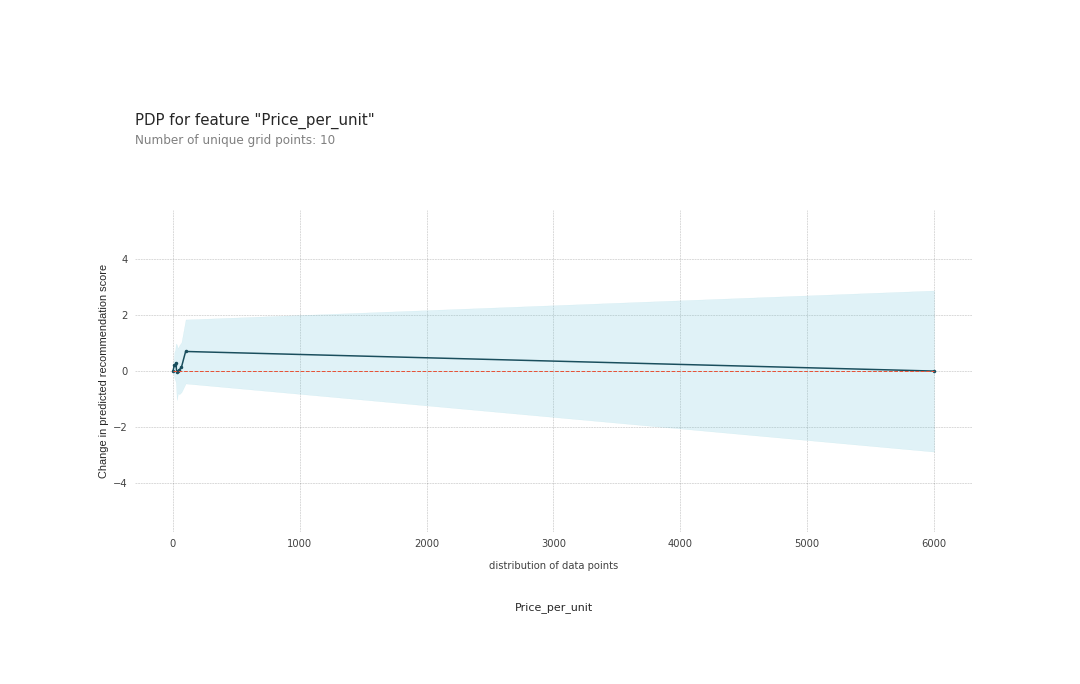 PDP for feature "Price_per_unit"
Number of unique grid points: 10
Change in predicted recommendation score
4
2
0
−2
−4
0 1000 2000 3000 4000 5000 6000
distribution of data points
Price_per_unit